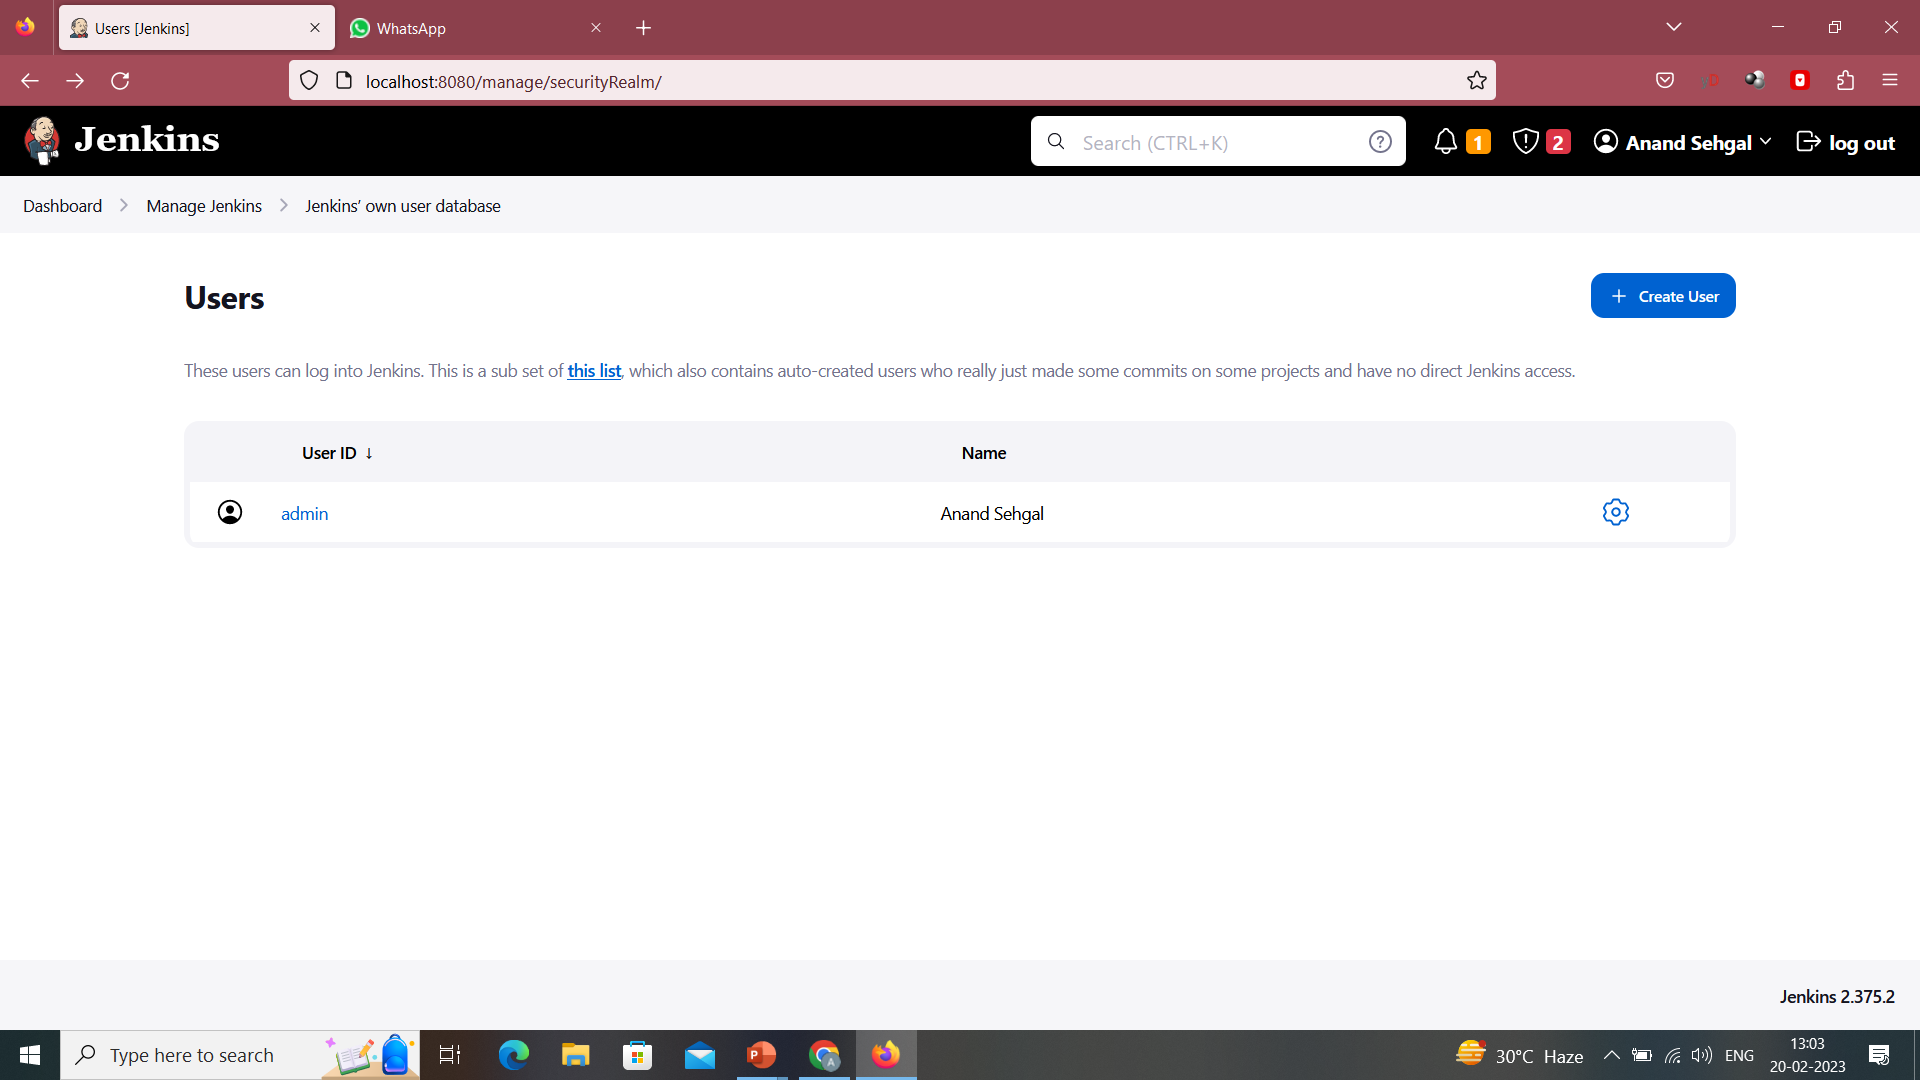 Users [Jenkins]
WhatsApp
localhost:8080/manage/securityRealm/
Jenkins
Search (CTRL+K)
1
2
Anand Sehgal
log out
Dashboard
Manage Jenkins
Jenkins’ own user database
Users
Create User
These users can log into Jenkins. This is a sub set of this list, which also contains auto-created users who really just made some commits on some projects and have no direct Jenkins access.
User ID ↓
Name
admin
Anand Sehgal
Jenkins 2.375.2
Type here to search
30°C Haze
ENG
13:03
20-02-2023